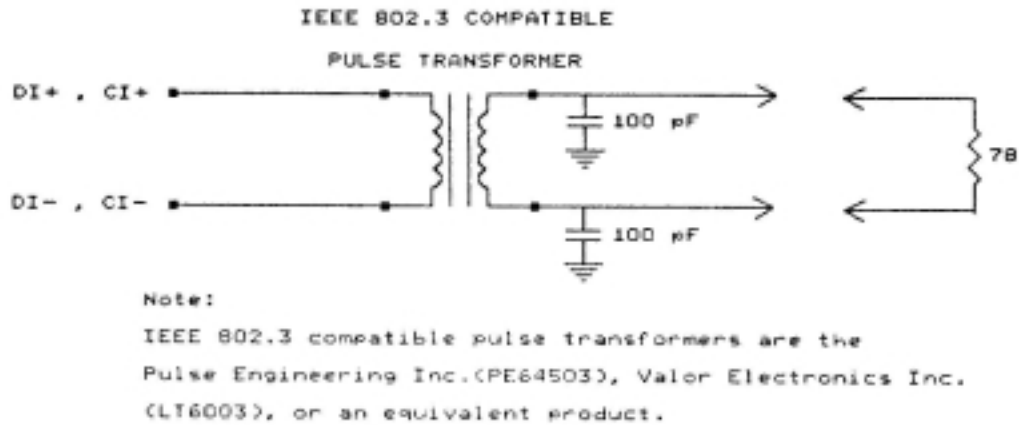 IEEE 802.3 COMPATIBLE
PULSE TRANSFORMER
DI+ , CI+
100 pF
78
DI- , CI-
100 pF
Note:
IEEE 802.3 compatible pulse transformers are the
Pulse Engineering Inc.(PE64503), Valor Electronics Inc.
(LT6003), or an equivalent product.